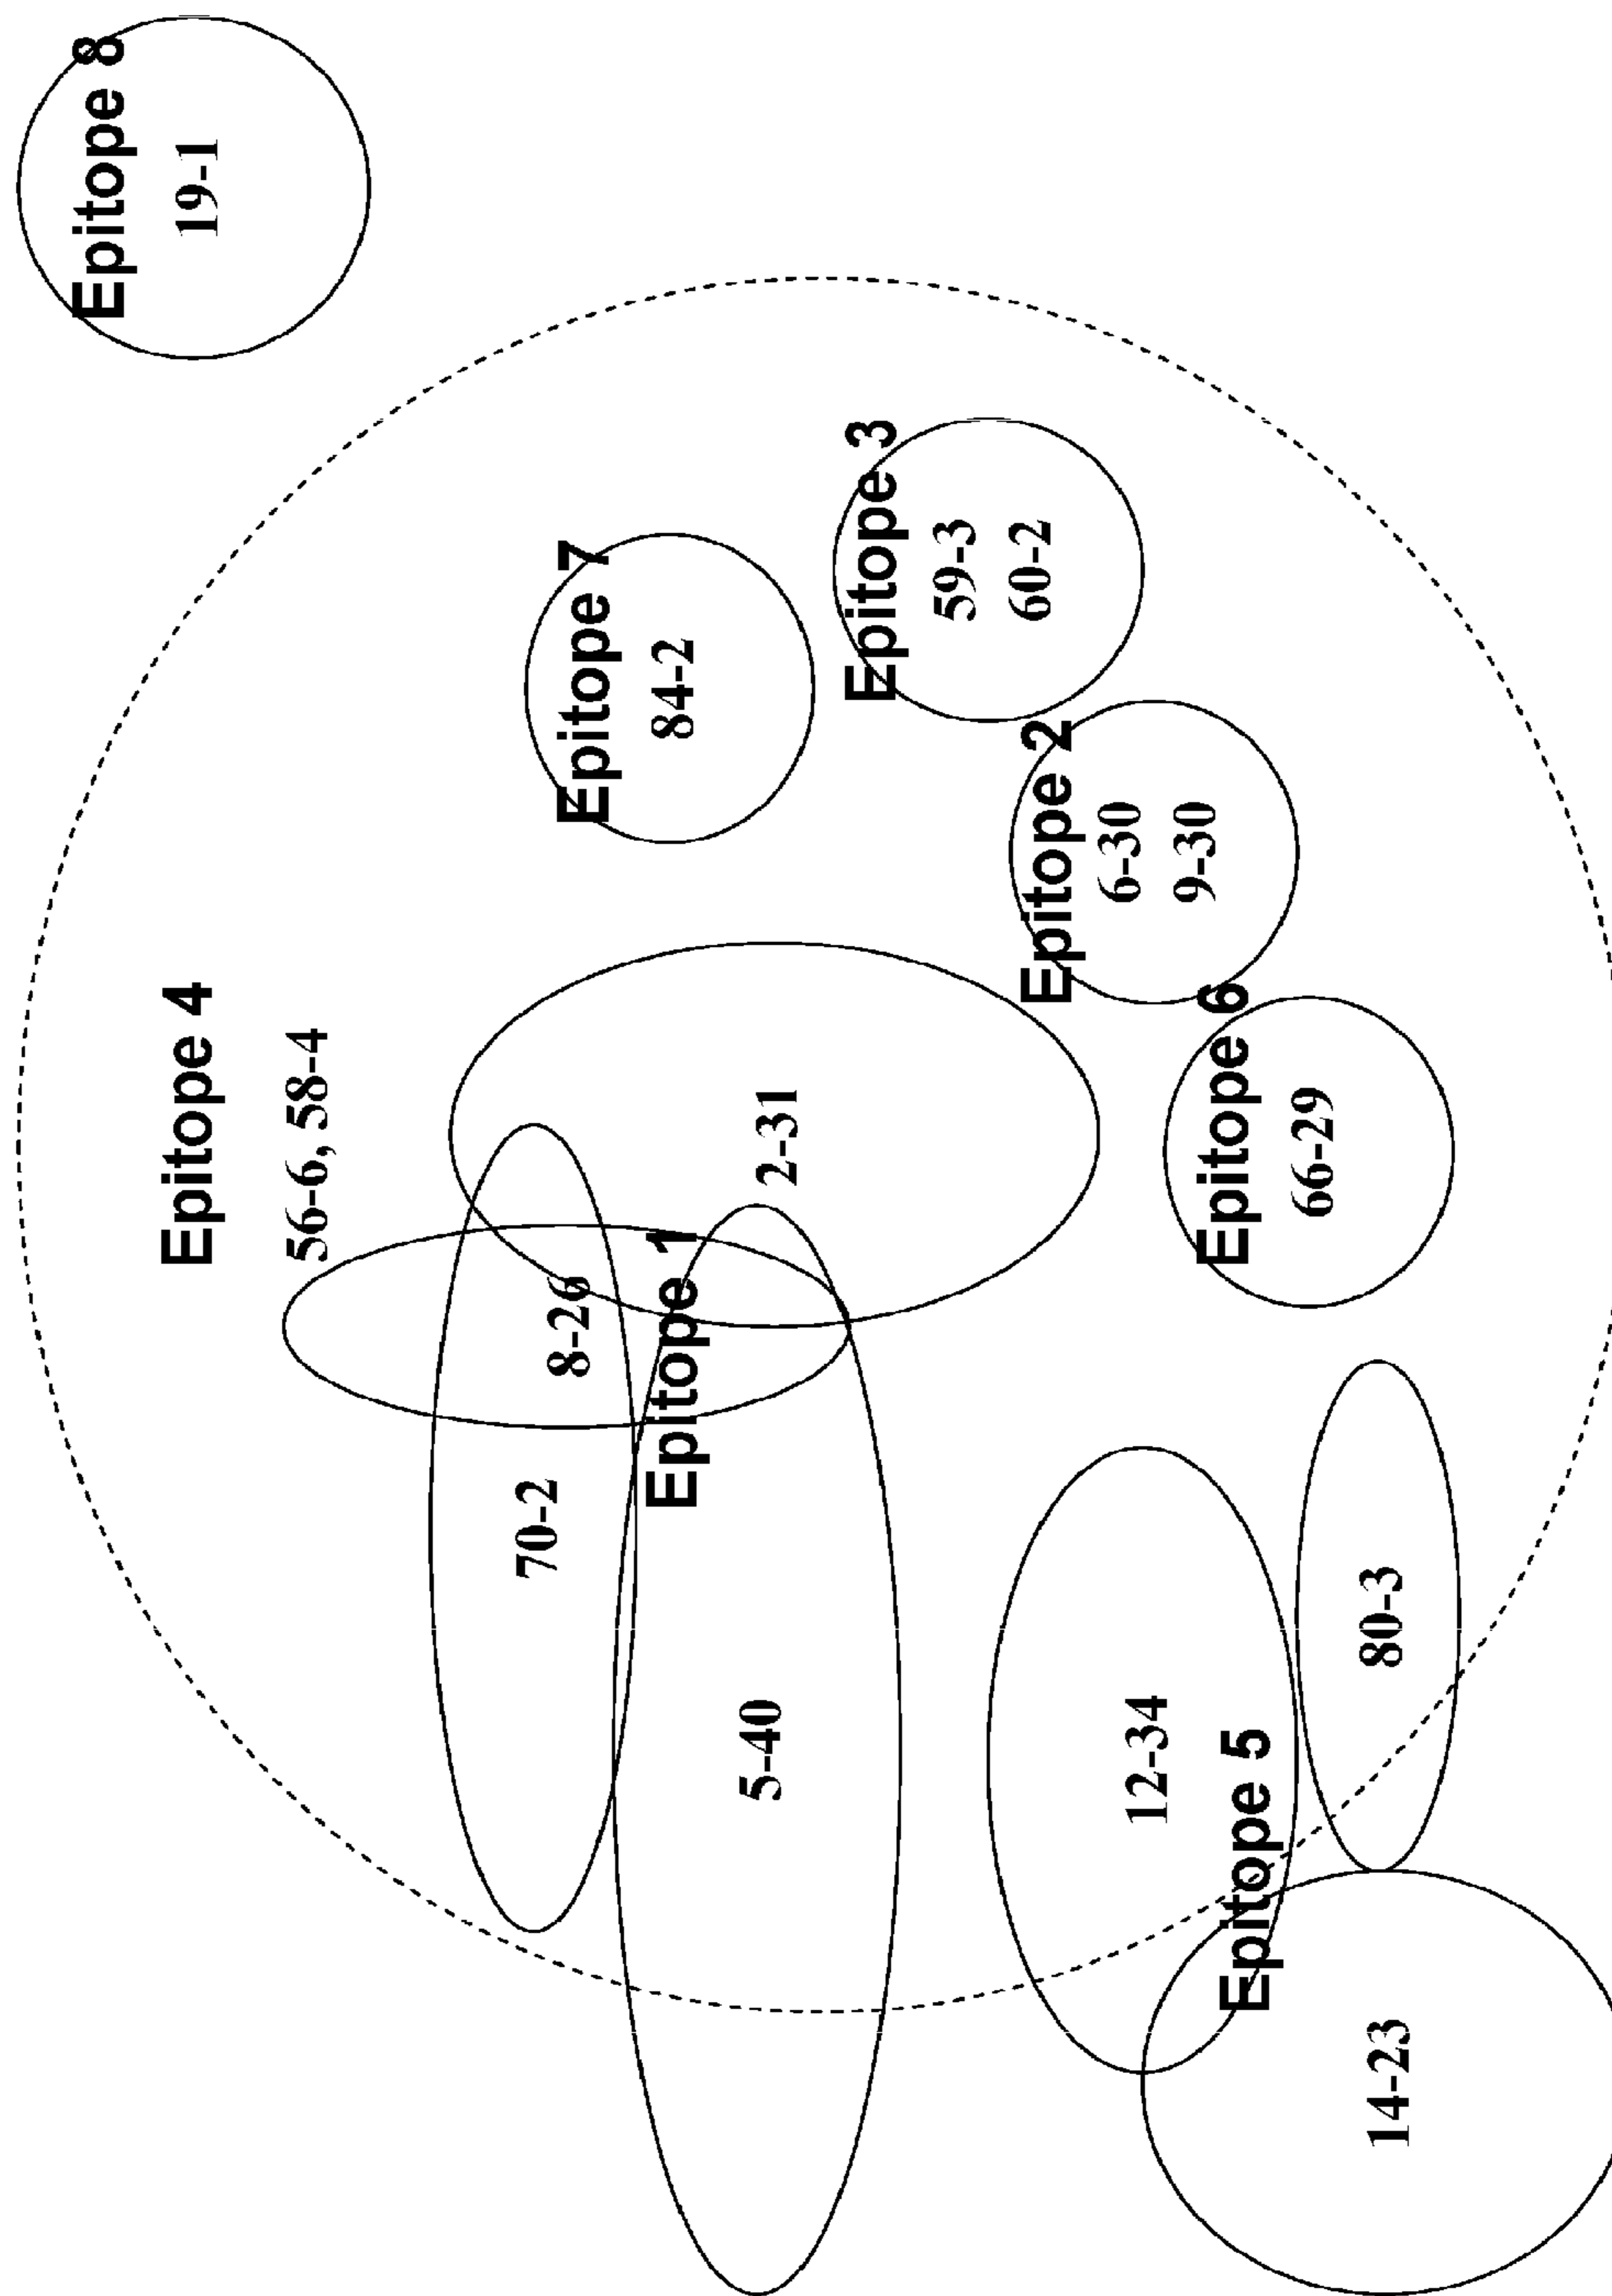 Epitope 4
56-6, 58-4
Epitope 8
19-1
70-2
8-26
Epitope 7
84-2
Epitope 1
5-40
2-31
Epitope 3
59-3
60-2
Epitope 2
6-30
9-30
12-34
Epitope 6
66-29
Epitope 5
80-3
14-23